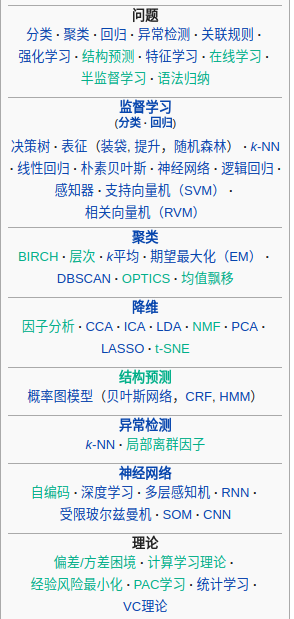 问题
分类 · 聚类 · 回归 · 异常检测 · 关联规则 ·
强化学习 · 结构预测 · 特征学习 · 在线学习 ·
半监督学习 · 语法归纳
监督学习
(分类 · 回归)
决策树 · 表征（装袋, 提升，随机森林） · k-NN
· 线性回归 · 朴素贝叶斯 · 神经网络 · 逻辑回归 ·
感知器 · 支持向量机（SVM） ·
相关向量机（RVM）
聚类
BIRCH · 层次 · k平均 · 期望最大化（EM） ·
DBSCAN · OPTICS · 均值飘移
降维
因子分析 · CCA · ICA · LDA · NMF · PCA ·
LASSO · t-SNE
结构预测
概率图模型（贝叶斯网络，CRF, HMM）
异常检测
k-NN · 局部离群因子
神经网络
自编码 · 深度学习 · 多层感知机 · RNN ·
受限玻尔兹曼机 · SOM · CNN
理论
偏差/方差困境 · 计算学习理论 ·
经验风险最小化 · PAC学习 · 统计学习 ·
VC理论